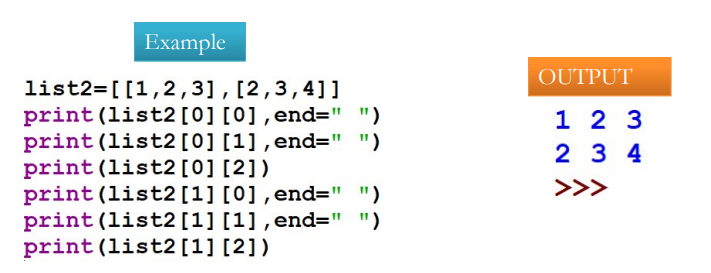 Example
list2=[[1,2,3],[2,3,4]]
print(list2[0][0],end=" ")
print(list2[0][1],end=" ")
print(list2[0][2])
print(list2[1][0],end=" ")
print(list2[1][1],end=" ")
print(list2[1][2])
OUTPUT
1 2 3
2 3 4
>>>